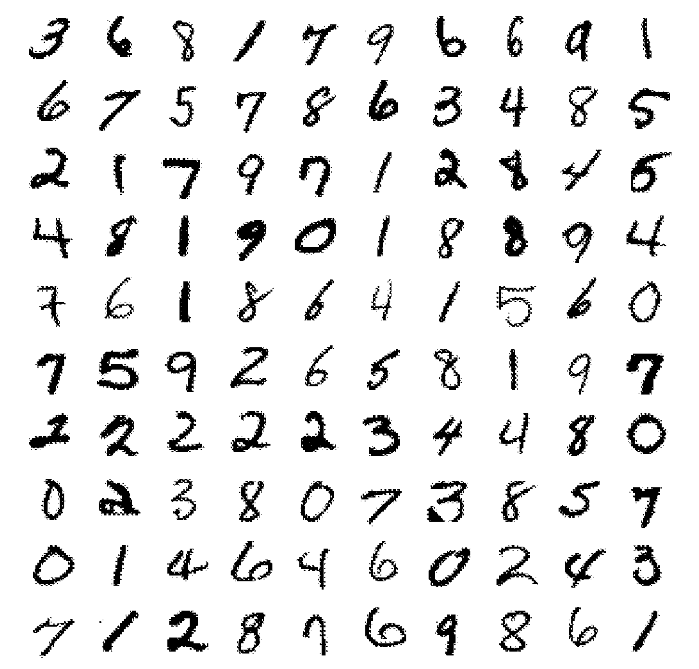 3 6 8 1 7 9 6 6 9 1
6 7 5 7 8 6 3 4 8 5
2 1 7 9 7 1 2 8 4 5
4 8 1 9 0 1 8 8 9 4
7 6 1 8 6 4 1 5 6 0
7 5 9 2 6 5 8 1 9 7
2 2 2 2 2 3 4 4 8 0
0 2 3 8 0 7 3 8 5 7
0 1 4 6 4 6 0 2 4 3
7 1 2 8 7 6 9 8 6 1